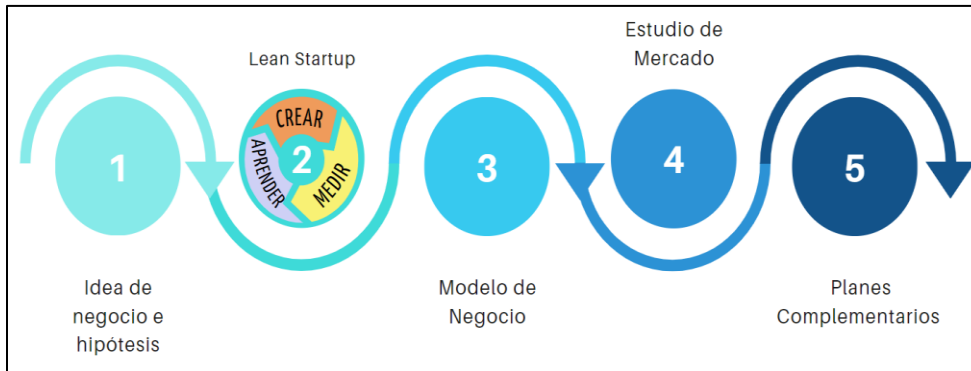 1
Idea de
negocio e
hipótesis
Lean Startup
CREAR
MEDIR
APRENDER
2
3
Modelo de
Negocio
Estudio de
Mercado
4
5
Planes
Complementarios